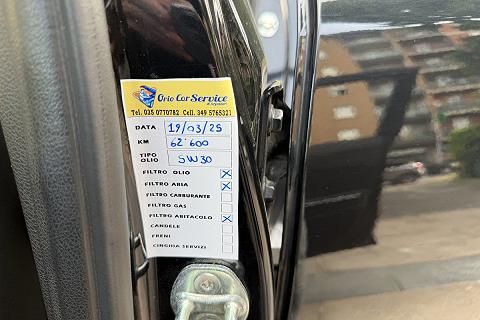 Orio Car Service
Tel. 035 0770782 Cell. 349 5765321
DATA 19/03/25
KM 62'600
TIPO OLIO 5W30
FILTRO OLIO X
FILTRO ARIA X
FILTRO CARBURANTE
FILTRO GAS
FILTRO ABITACOLO X
CANDELE
FRENI
CINGHIA SERVIZI